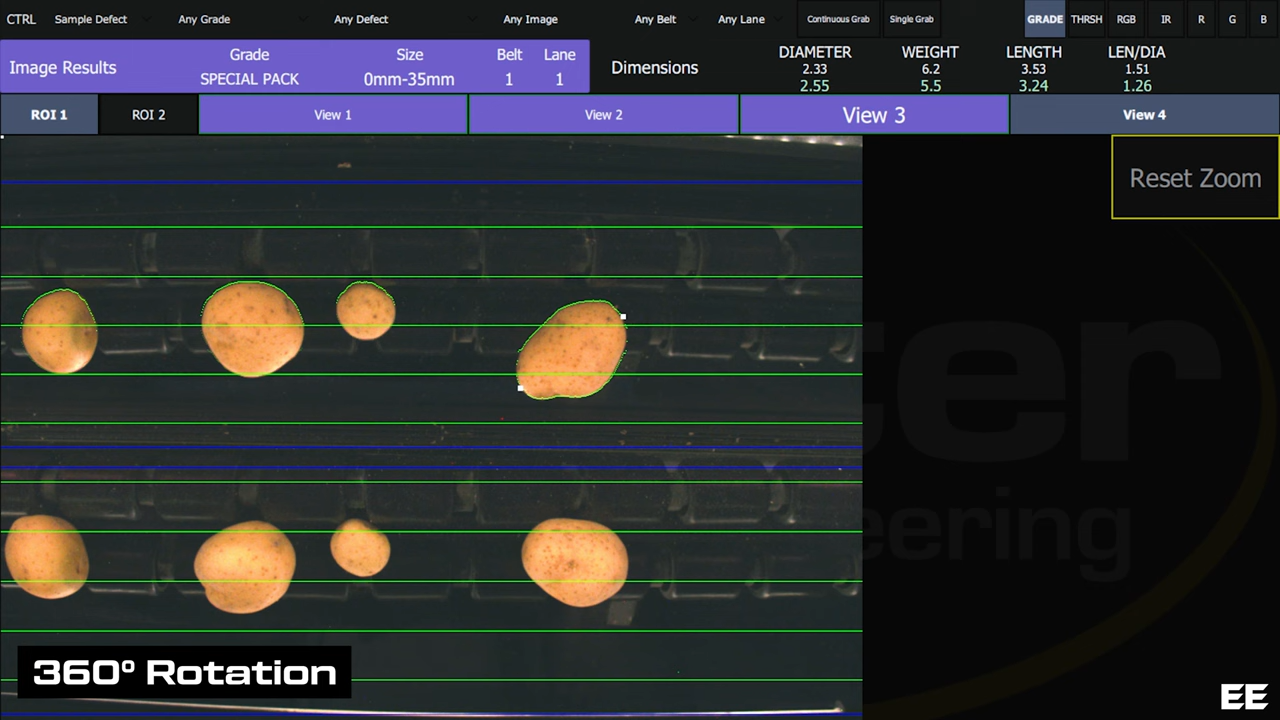 CTRL Sample Defect Any Grade Any Defect Any Image Any Belt Any Lane Continuous Grab Single Grab GRADE THRSH RGB IR R G B
Image Results
Grade Size Belt Lane
SPECIAL PACK 0mm-35mm 1 1
Dimensions
DIAMETER WEIGHT LENGTH LEN/DIA
2.33 6.2 3.53 1.51
2.55 5.5 3.24 1.26
ROI 1 ROI 2 View 1 View 2 View 3 View 4
Reset Zoom
ter
eering
360º Rotation
EE